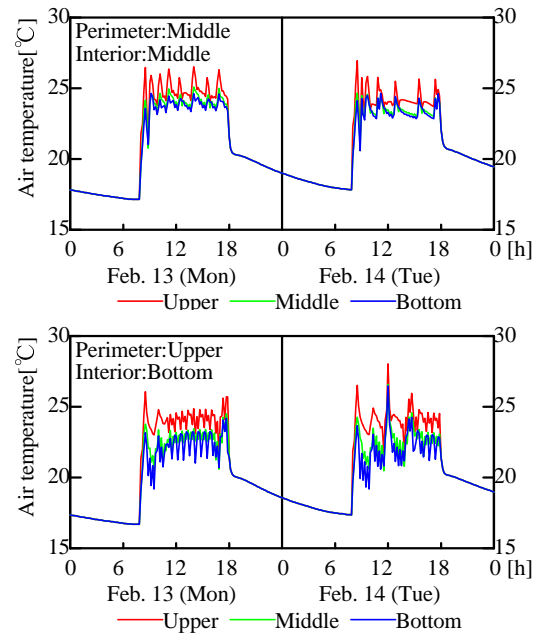 30
30
Perimeter:Middle
Interior:Middle
Air temperature[℃]
25
25
20
20
15
15
0 6 12 18 0 6 12 18 0 [h]
Feb. 13 (Mon) Feb. 14 (Tue)
Upper Middle Bottom
30
30
Perimeter:Upper
Interior:Bottom
Air temperature[℃]
25
25
20
20
15
15
0 6 12 18 0 6 12 18 0 [h]
Feb. 13 (Mon) Feb. 14 (Tue)
Upper Middle Bottom